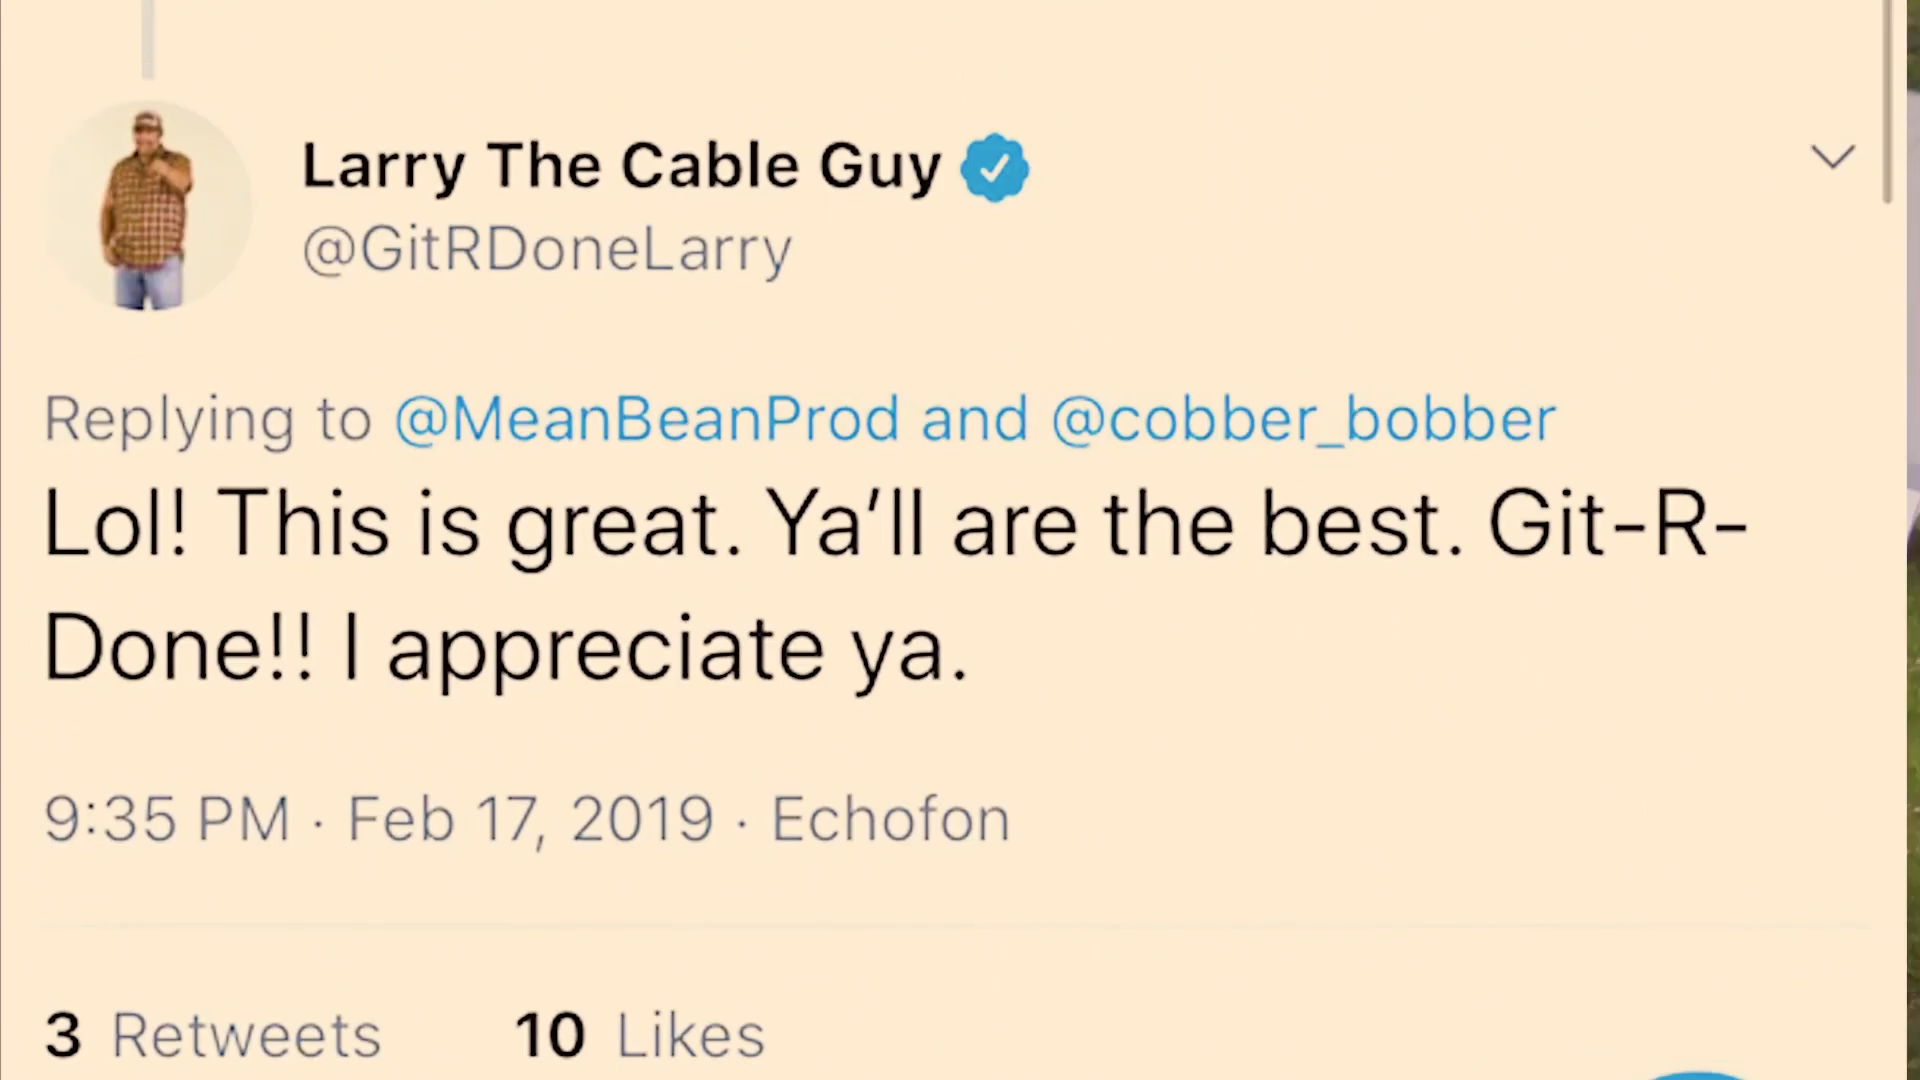 Larry The Cable Guy
@GitRDoneLarry
Replying to @MeanBeanProd and @cobber_bobber
Lol! This is great. Ya’ll are the best. Git-R-
Done!! I appreciate ya.
9:35 PM · Feb 17, 2019 · Echofon
3 Retweets 10 Likes